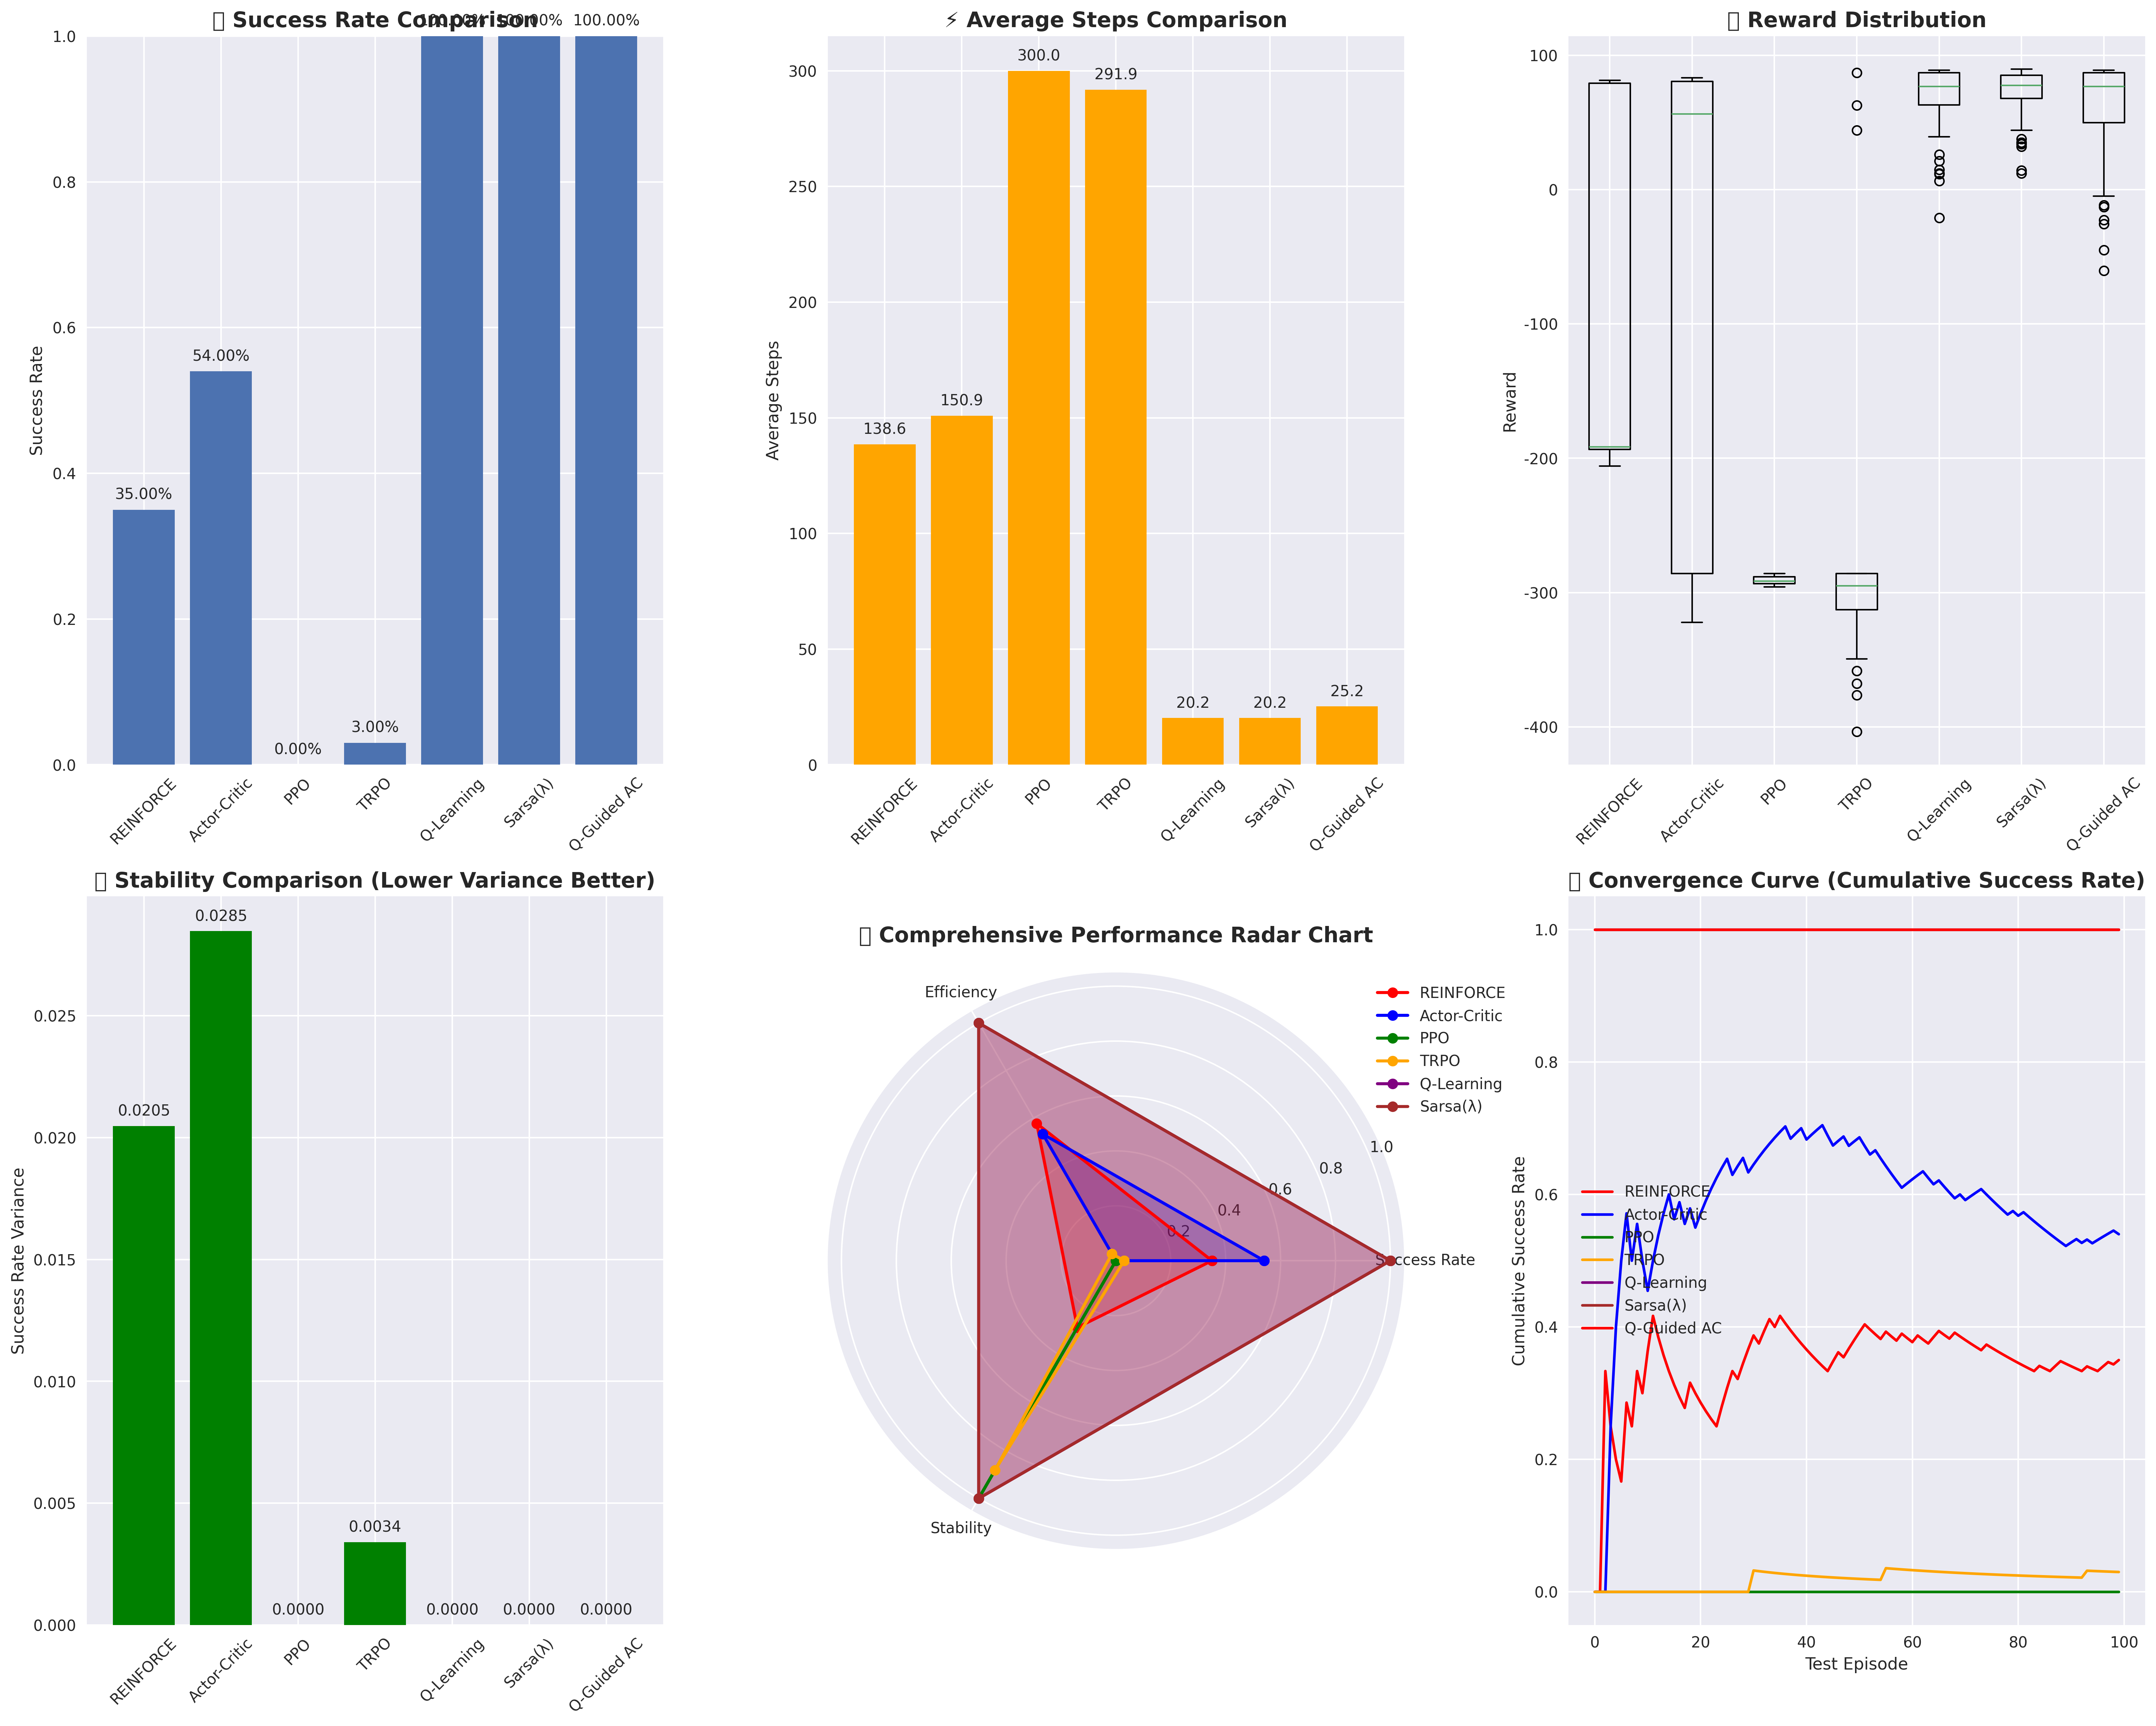 Success Rate Comparison
100.00%
100.00%
100.00%
1.0
0.8
0.6
0.4
0.2
0.0
Success Rate
35.00%
54.00%
0.00%
3.00%
REINFORCE
Actor-Critic
PPO
TRPO
Q-Learning
Sarsa(λ)
Q-Guided AC
⚡ Average Steps Comparison
300
250
200
150
100
50
0
Average Steps
138.6
150.9
300.0
291.9
20.2
20.2
25.2
REINFORCE
Actor-Critic
PPO
TRPO
Q-Learning
Sarsa(λ)
Q-Guided AC
Reward Distribution
100
0
-100
-200
-300
-400
Reward
REINFORCE
Actor-Critic
PPO
TRPO
Q-Learning
Sarsa(λ)
Q-Guided AC
Stability Comparison (Lower Variance Better)
0.025
0.020
0.015
0.010
0.005
0.000
Success Rate Variance
0.0205
0.0285
0.0000
0.0034
0.0000
0.0000
0.0000
REINFORCE
Actor-Critic
PPO
TRPO
Q-Learning
Sarsa(λ)
Q-Guided AC
Comprehensive Performance Radar Chart
Efficiency
Success Rate
Stability
0.2
0.4
0.6
0.8
1.0
REINFORCE
Actor-Critic
PPO
TRPO
Q-Learning
Sarsa(λ)
Convergence Curve (Cumulative Success Rate)
1.0
0.8
0.6
0.4
0.2
0.0
Cumulative Success Rate
REINFORCE
Actor-Critic
PPO
TRPO
Q-Learning
Sarsa(λ)
Q-Guided AC
0
20
40
60
80
100
Test Episode